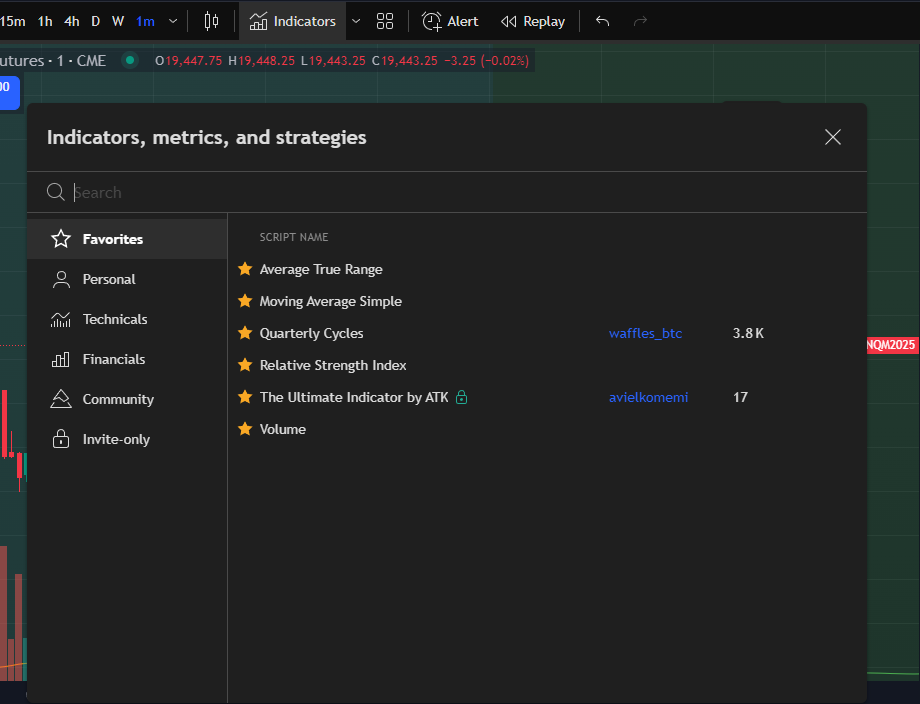 15m 1h 4h D W 1m Indicators Alert Replay
utures · 1 · CME O19,447.75 H19,448.25 L19,443.25 C19,443.25 −3.25 (−0.02%)
00
Indicators, metrics, and strategies
Search
Favorites
Personal
Technicals
Financials
Community
Invite-only
SCRIPT NAME
Average True Range
Moving Average Simple
Quarterly Cycles waffles_btc 3.8K
Relative Strength Index
The Ultimate Indicator by ATK avielkomemi 17
Volume
NQM2025